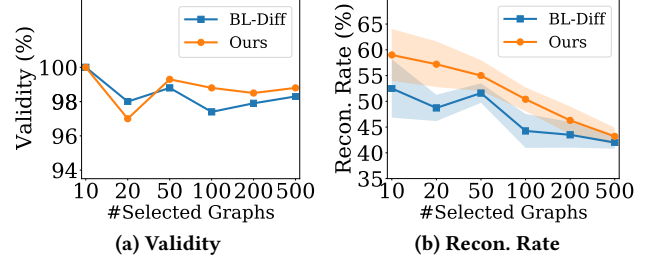 BL-Diff
Ours
Validity (%)
100
98
96
94
10 20 50 100 200 500
#Selected Graphs
(a) Validity
BL-Diff
Ours
Recon. Rate (%)
65
60
55
50
45
40
35
10 20 50 100 200 500
#Selected Graphs
(b) Recon. Rate